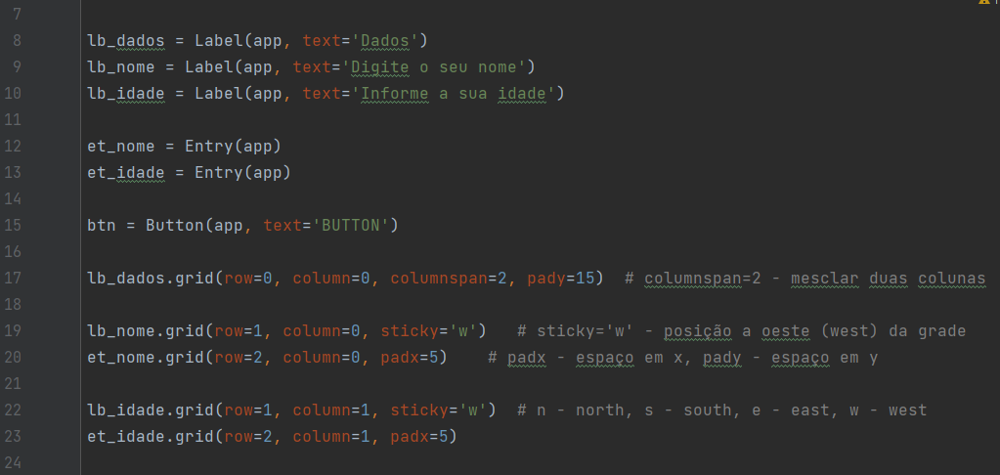 7
8 lb_dados = Label(app, text='Dados')
9 lb_nome = Label(app, text='Digite o seu nome')
10 lb_idade = Label(app, text='Informe a sua idade')
11
12 et_nome = Entry(app)
13 et_idade = Entry(app)
14
15 btn = Button(app, text='BUTTON')
16
17 lb_dados.grid(row=0, column=0, columnspan=2, pady=15)  # columnspan=2 - mesclar duas colunas
18
19 lb_nome.grid(row=1, column=0, sticky='w')   # sticky='w' - posição a oeste (west) da grade
20 et_nome.grid(row=2, column=0, padx=5)    # padx - espaço em x, pady - espaço em y
21
22 lb_idade.grid(row=1, column=1, sticky='w')  # n - north, s - south, e - east, w - west
23 et_idade.grid(row=2, column=1, padx=5)
24